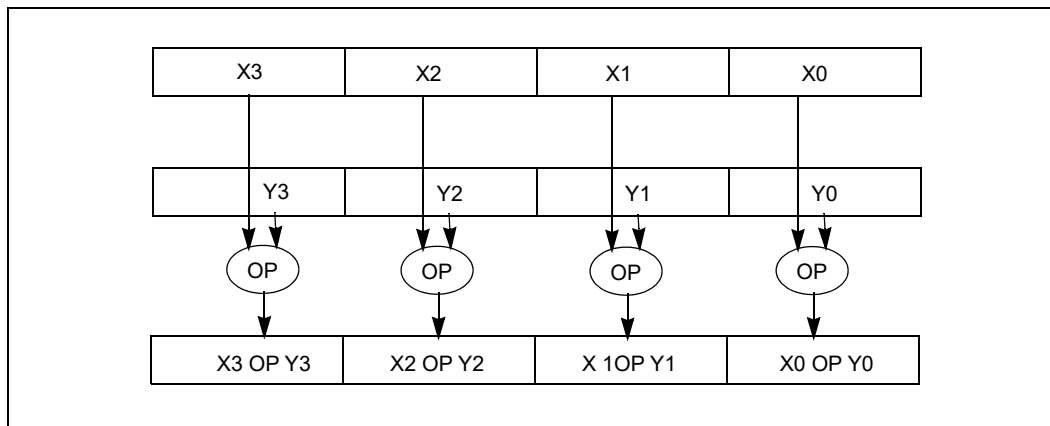 X3 X2 X1 X0
Y3 Y2 Y1 Y0
OP OP OP OP
X3 OP Y3 X2 OP Y2 X 1OP Y1 X0 OP Y0